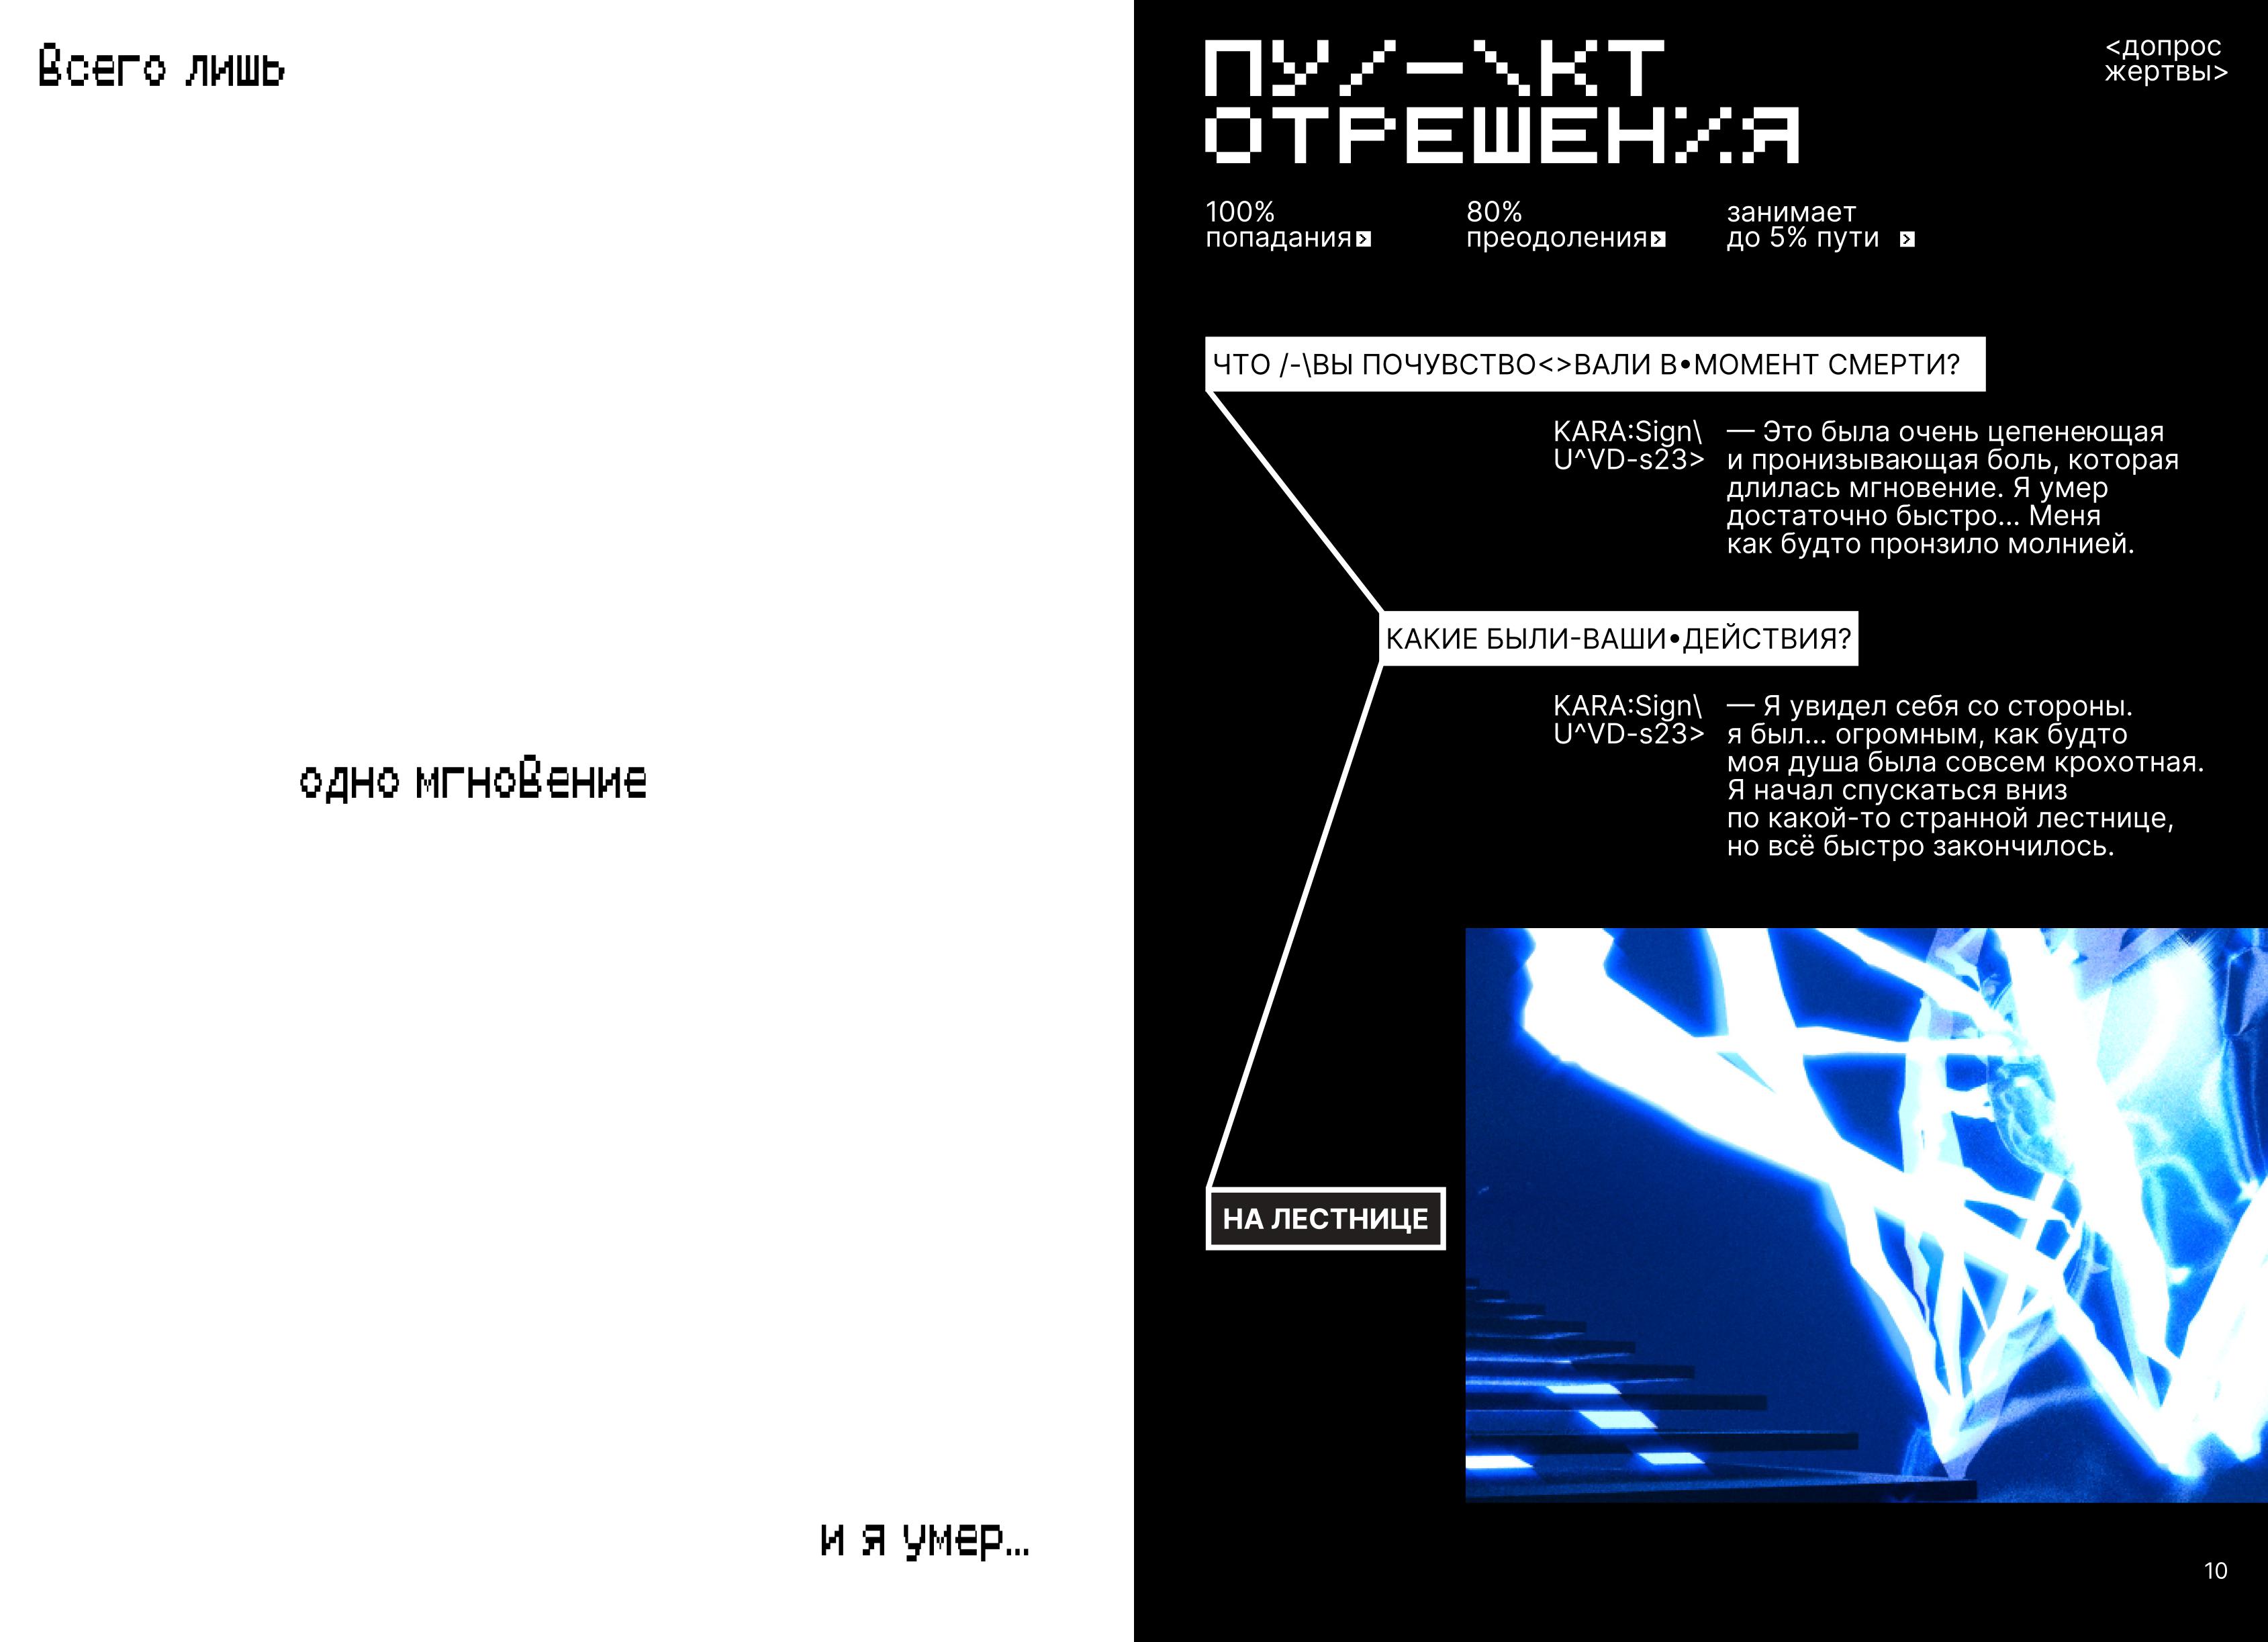 Всего лишь
одно мгновение
и я умер...
ПУ/—\КТ
ОТРЕШЕН⁒Я
<допрос
жертвы>
100%
попадания
80%
преодоления
занимает
до 5% пути
ЧТО /-\ВЫ ПОЧУВСТВО<>ВАЛИ В•МОМЕНТ СМЕРТИ?
KARA:Sign\
U^VD-s23>
— Это была очень цепенеющая
и пронизывающая боль, которая
длилась мгновение. Я умер
достаточно быстро... Меня
как будто пронзило молнией.
КАКИЕ БЫЛИ-ВАШИ•ДЕЙСТВИЯ?
KARA:Sign\
U^VD-s23>
— Я увидел себя со стороны.
я был... огромным, как будто
моя душа была совсем крохотная.
Я начал спускаться вниз
по какой-то странной лестнице,
но всё быстро закончилось.
НА ЛЕСТНИЦЕ
10